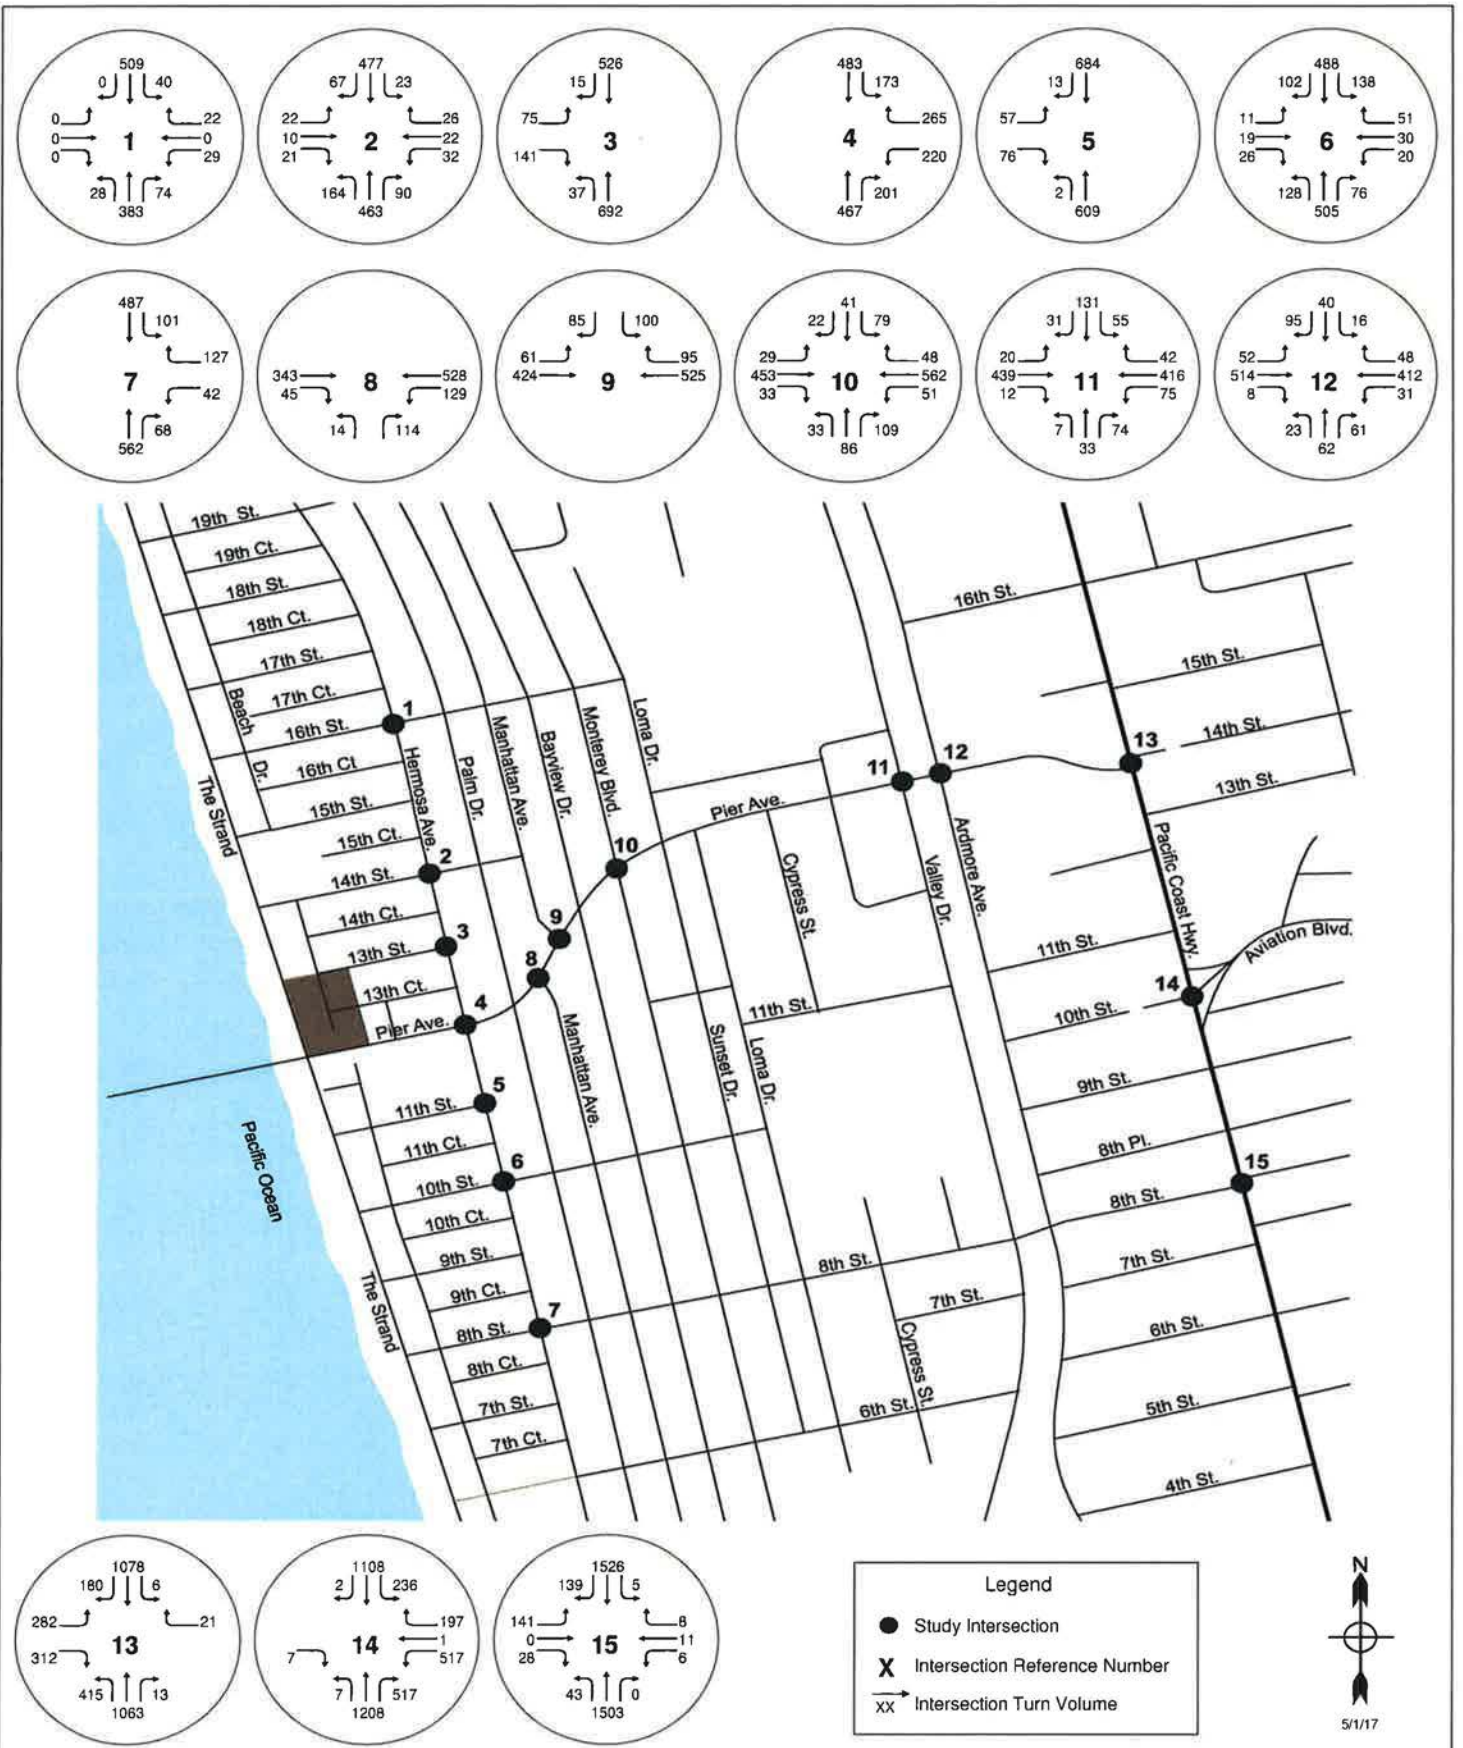 509
0 40
0 22
0 1 0
0 29
28 74
383
477
67 23
22 26
10 2 22
21 32
164 90
463
526
15
75
3
141
37
692
483
173
265
4
220
201
467
684
13
57
5
76
2
609
488
102 138
11 51
19 6 30
26 20
128 76
505
487
101
127
7
42
68
562
343 8 528
45 129
14 114
85 100
61 95
424 9 525
41
22 79
29 48
453 10 562
33 51
33 109
86
131
31 55
20 42
439 11 416
12 75
7 74
33
40
95 16
52 48
514 12 412
8 31
23 61
62
19th St.
19th Ct.
18th St.
18th Ct.
17th St.
17th Ct.
16th St.
16th Ct
15th St.
15th Ct.
14th St.
14th Ct.
13th St.
13th Ct.
Pier Ave.
11th St.
11th Ct.
10th St.
10th Ct.
9th St.
9th Ct.
8th St.
8th Ct.
7th St.
7th Ct.
Beach Dr.
The Strand
The Strand
Pacific Ocean
Hermosa Ave.
Palm Dr.
Manhattan Ave.
Bayview Dr.
Monterey Blvd.
Loma Dr.
Manhattan Ave.
Sunset Dr.
Loma Dr.
Pier Ave.
Cypress St.
11th St.
8th St.
7th St.
Cypress St.
6th St.
Valley Dr.
Ardmore Ave.
16th St.
15th St.
14th St.
13th St.
Pacific Coast Hwy.
Aviation Blvd.
11th St.
10th St.
9th St.
8th Pl.
8th St.
7th St.
6th St.
5th St.
4th St.
1
2
3
4
5
6
7
8
9
10
11
12
13
14
15
1078
180 6
282 21
13
312
415 13
1063
1108
2 236
197
14 1
7 517
7 517
1208
1526
139 5
141 8
0 15 11
28 6
43 0
1503
Legend
Study Intersection
X Intersection Reference Number
xx Intersection Turn Volume
N
5/1/17